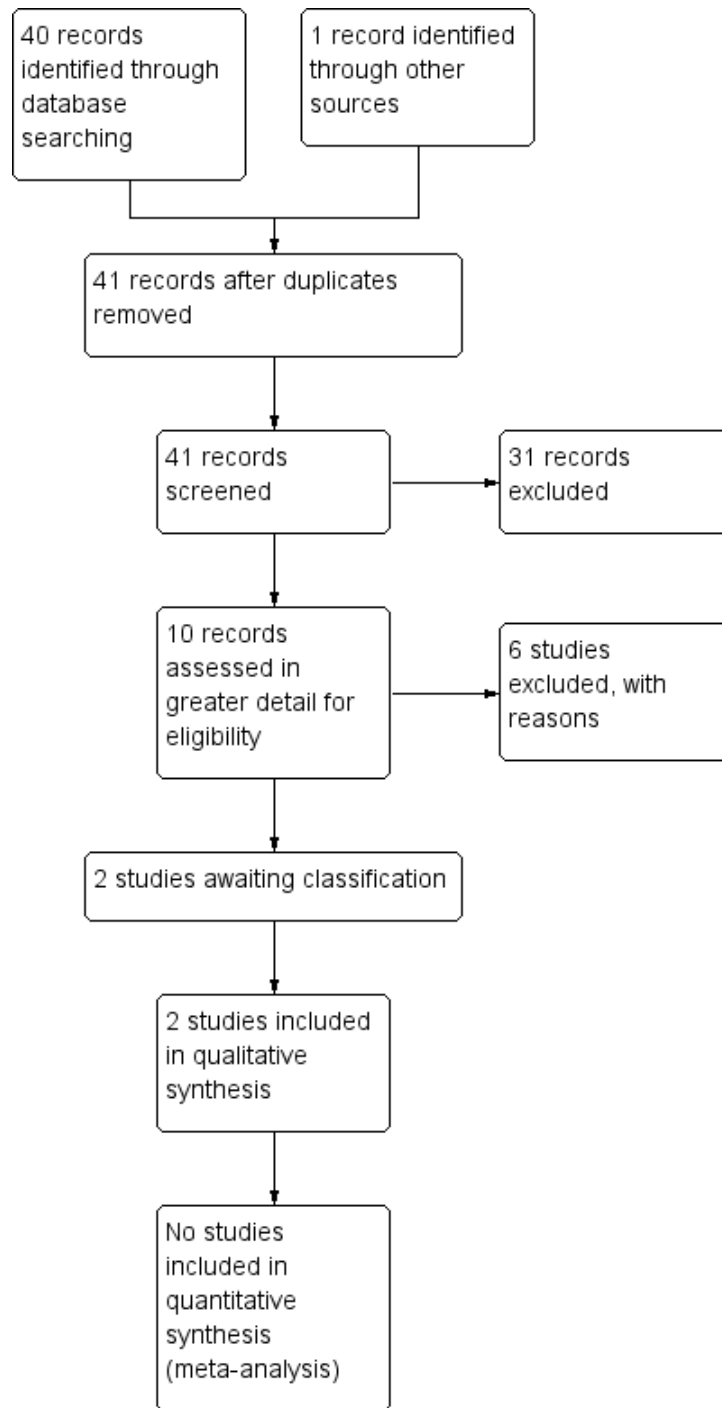 40 records
identified through
database
searching
1 record identified
through other
sources
41 records after duplicates
removed
41 records
screened
31 records
excluded
10 records
assessed in
greater detail for
eligibility
6 studies
excluded, with
reasons
2 studies awaiting classification
2 studies included
in qualitative
synthesis
No studies
included in
quantitative
synthesis
(meta-analysis)